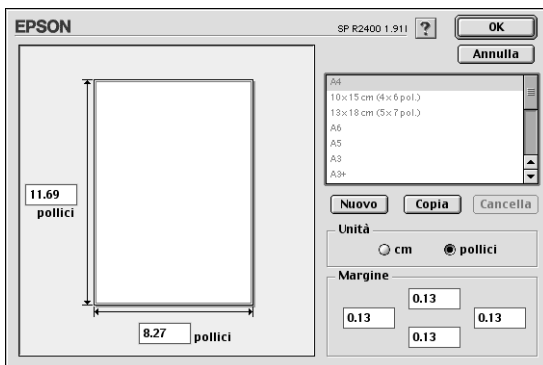 EPSON
SP R2400 1.91I
?
OK
Annulla
A4
10×15 cm (4×6 pol.)
13×18 cm (5×7 pol.)
A6
A5
A3
A3+
Nuovo
Copia
Cancella
Unità
cm
pollici
Margine
0.13
0.13
0.13
0.13
11.69
pollici
8.27
pollici